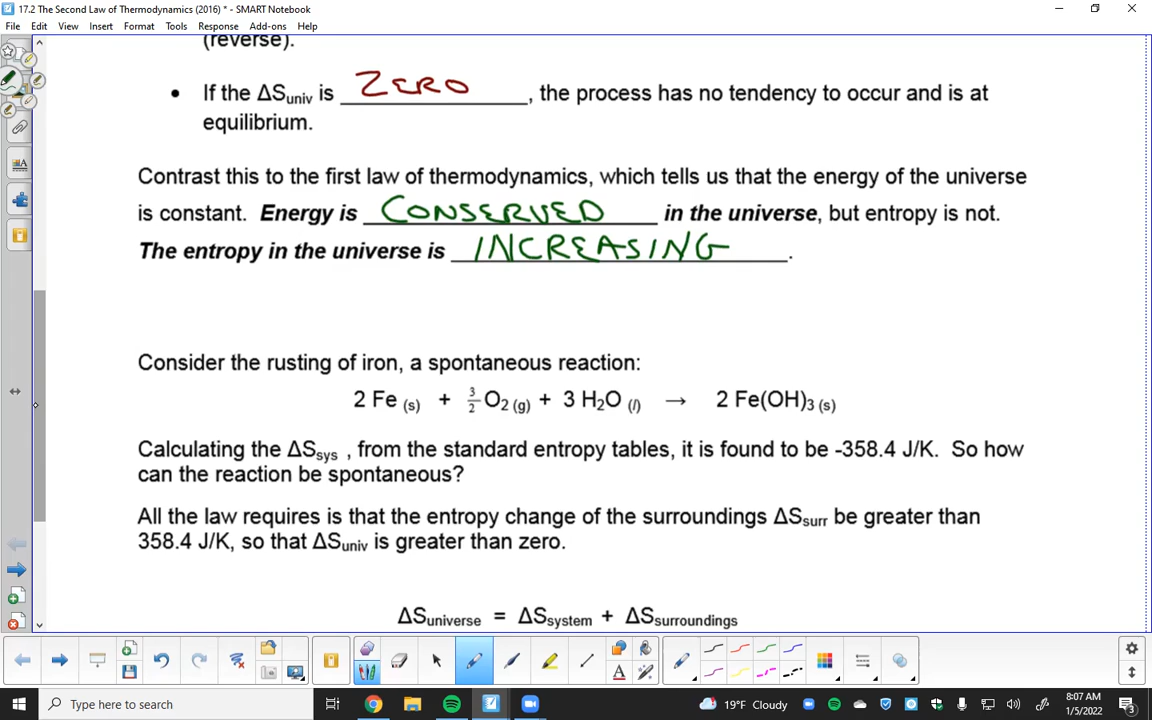 17.2 The Second Law of Thermodynamics (2016) * - SMART Notebook
File Edit View Insert Format Tools Response Add-ons Help
(reverse).
• If the ΔSuniv is ZERO, the process has no tendency to occur and is at
equilibrium.
Contrast this to the first law of thermodynamics, which tells us that the energy of the universe
is constant. Energy is CONSERVED in the universe, but entropy is not.
The entropy in the universe is INCREASING.
Consider the rusting of iron, a spontaneous reaction:
2 Fe (s) + 3/2 O2 (g) + 3 H2O (l) → 2 Fe(OH)3 (s)
Calculating the ΔSsys , from the standard entropy tables, it is found to be -358.4 J/K. So how
can the reaction be spontaneous?
All the law requires is that the entropy change of the surroundings ΔSsurr be greater than
358.4 J/K, so that ΔSuniv is greater than zero.
ΔSuniverse = ΔSsystem + ΔSsurroundings
Type here to search
19°F Cloudy
8:07 AM
1/5/2022
3